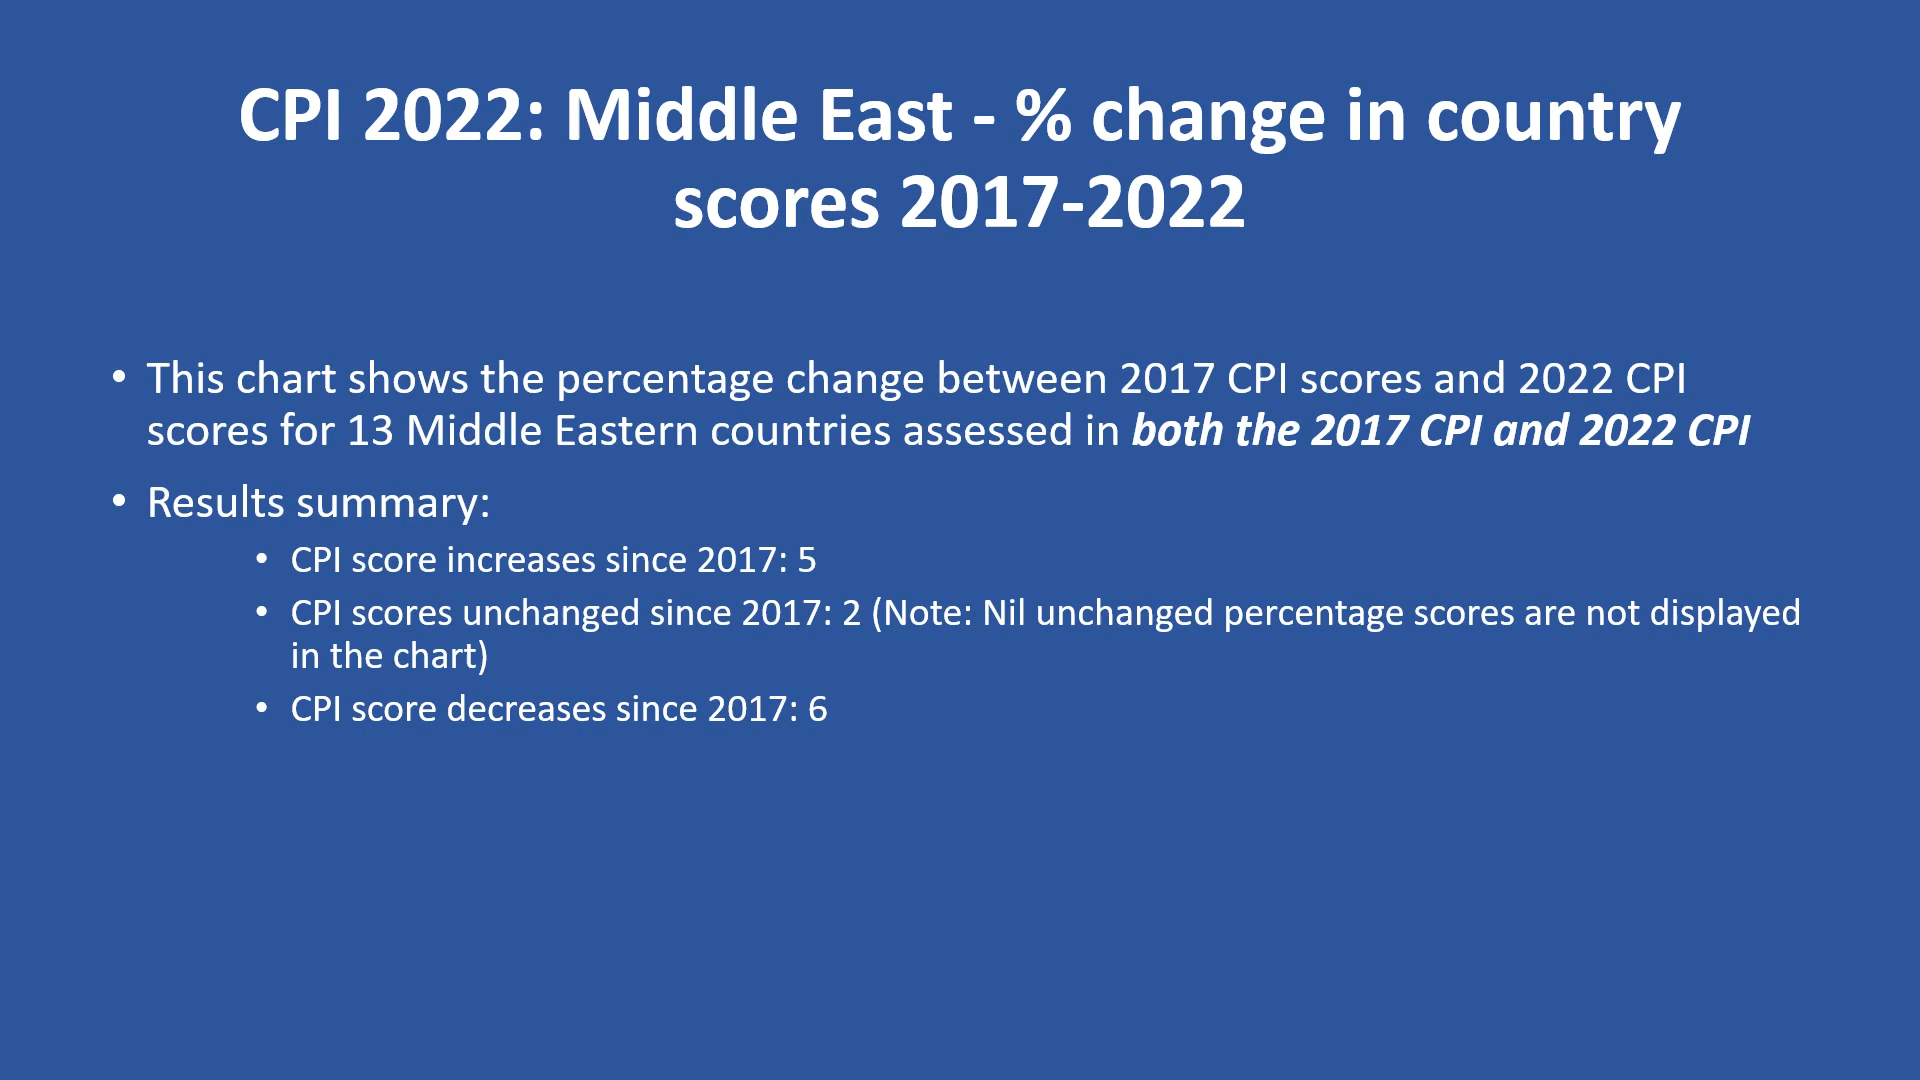 CPI 2022: Middle East - % change in country
scores 2017-2022
• This chart shows the percentage change between 2017 CPI scores and 2022 CPI
scores for 13 Middle Eastern countries assessed in both the 2017 CPI and 2022 CPI
• Results summary:
• CPI score increases since 2017: 5
• CPI scores unchanged since 2017: 2 (Note: Nil unchanged percentage scores are not displayed
in the chart)
• CPI score decreases since 2017: 6